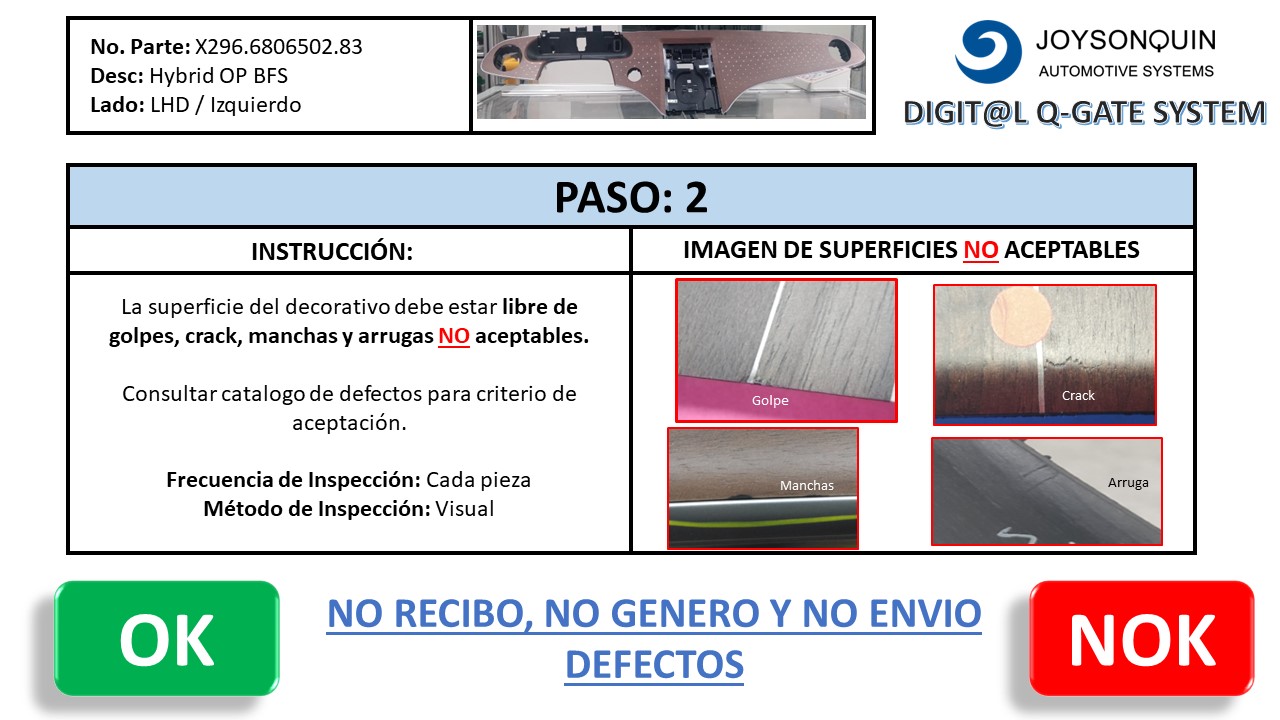 No. Parte: X296.6806502.83
Desc: Hybrid OP BFS
Lado: LHD / Izquierdo
JOYSONQUIN
AUTOMOTIVE SYSTEMS
DIGIT@L Q-GATE SYSTEM
PASO: 2
INSTRUCCIÓN:
La superficie del decorativo debe estar libre de
golpes, crack, manchas y arrugas NO aceptables.
Consultar catalogo de defectos para criterio de
aceptación.
Frecuencia de Inspección: Cada pieza
Método de Inspección: Visual
IMAGEN DE SUPERFICIES NO ACEPTABLES
Golpe
Crack
Manchas
Arruga
OK
NO RECIBO, NO GENERO Y NO ENVIO
DEFECTOS
NOK